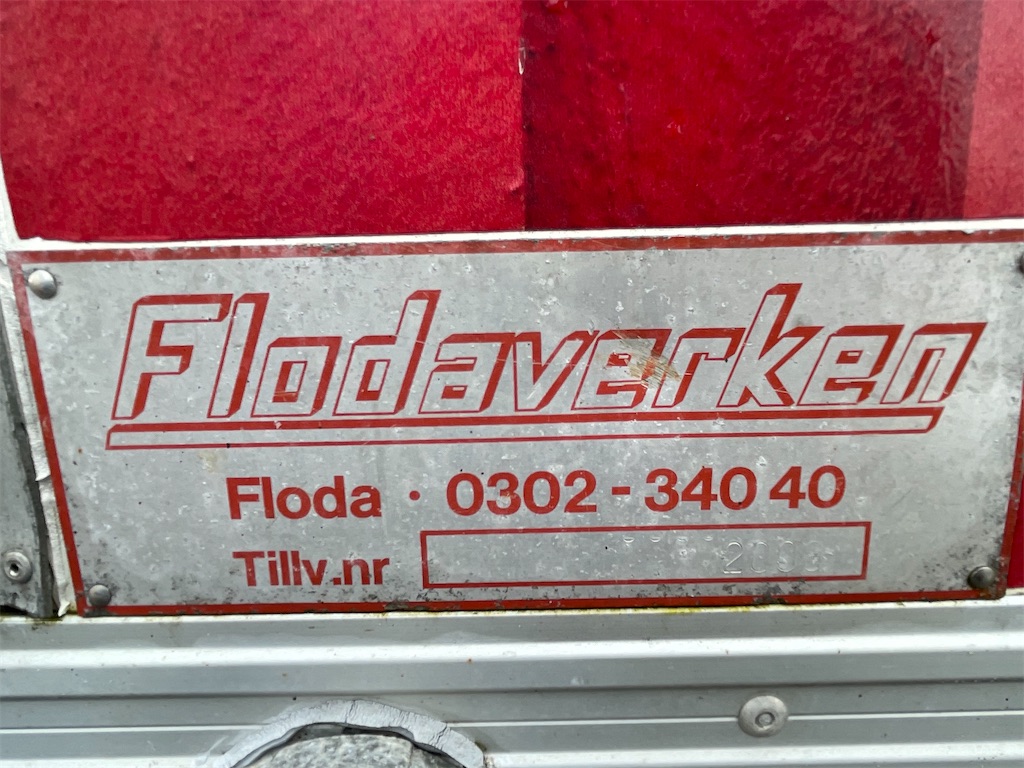 Flodaverken
Floda · 0302 - 340 40
Tillv.nr